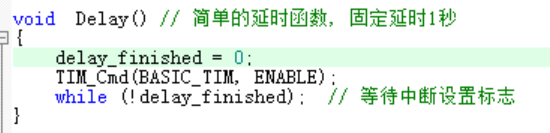 void  Delay() // 简单的延时函数，固定延时1秒
{
    delay_finished = 0;
    TIM_Cmd(BASIC_TIM, ENABLE);
    while (!delay_finished);  // 等待中断设置标志
}